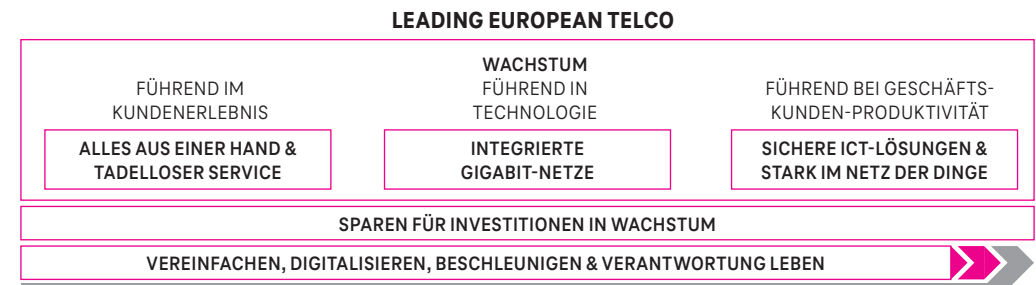 LEADING EUROPEAN TELCO
WACHSTUM
FÜHREND IM
KUNDENERLEBNIS
ALLES AUS EINER HAND &
TADELLOSER SERVICE
FÜHREND IN
TECHNOLOGIE
INTEGRIERTE
GIGABIT-NETZE
FÜHREND BEI GESCHÄFTS-
KUNDEN-PRODUKTIVITÄT
SICHERE ICT-LÖSUNGEN &
STARK IM NETZ DER DINGE
SPAREN FÜR INVESTITIONEN IN WACHSTUM
VEREINFACHEN, DIGITALISIEREN, BESCHLEUNIGEN & VERANTWORTUNG LEBEN